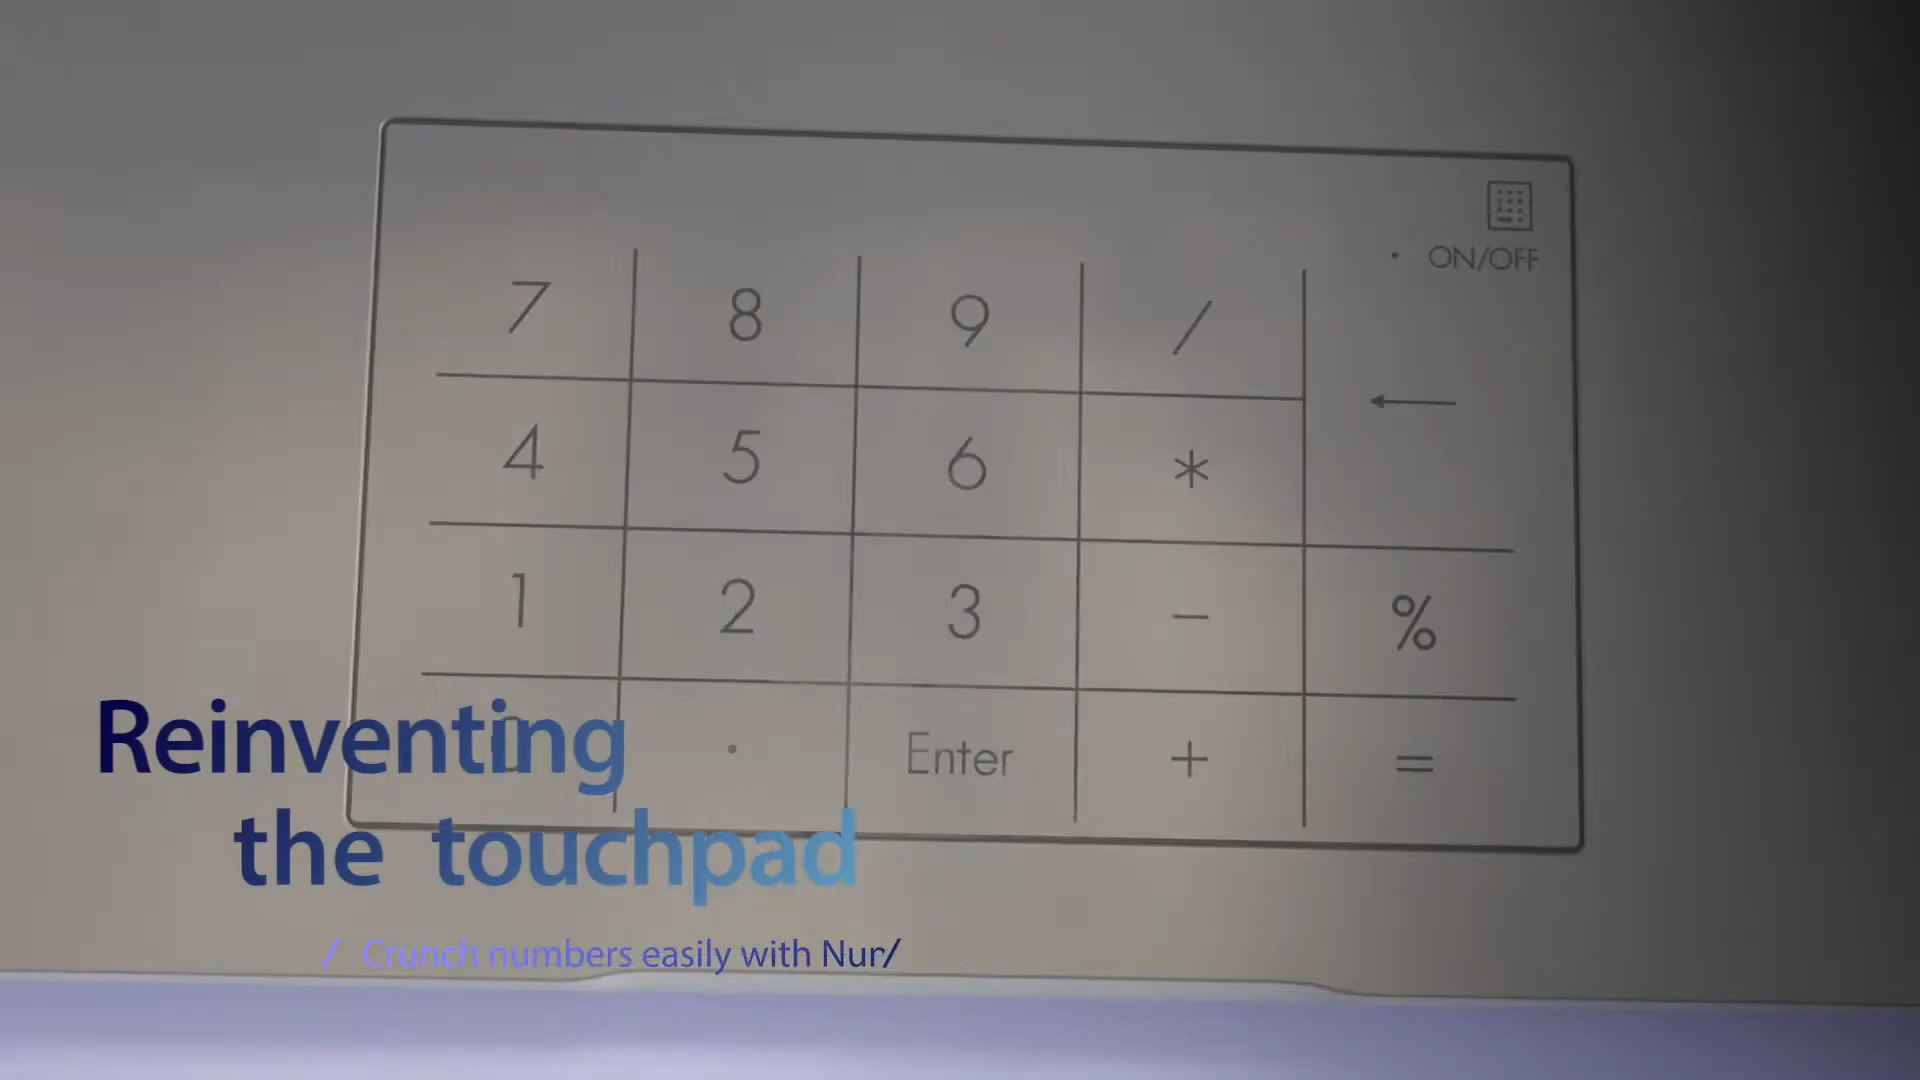 ON/OFF
7 8 9 /
←
4 5 6 *
1 2 3 - %
0 . Enter + =
Reinventing
the touchpad
/ Crunch numbers easily with Nur/